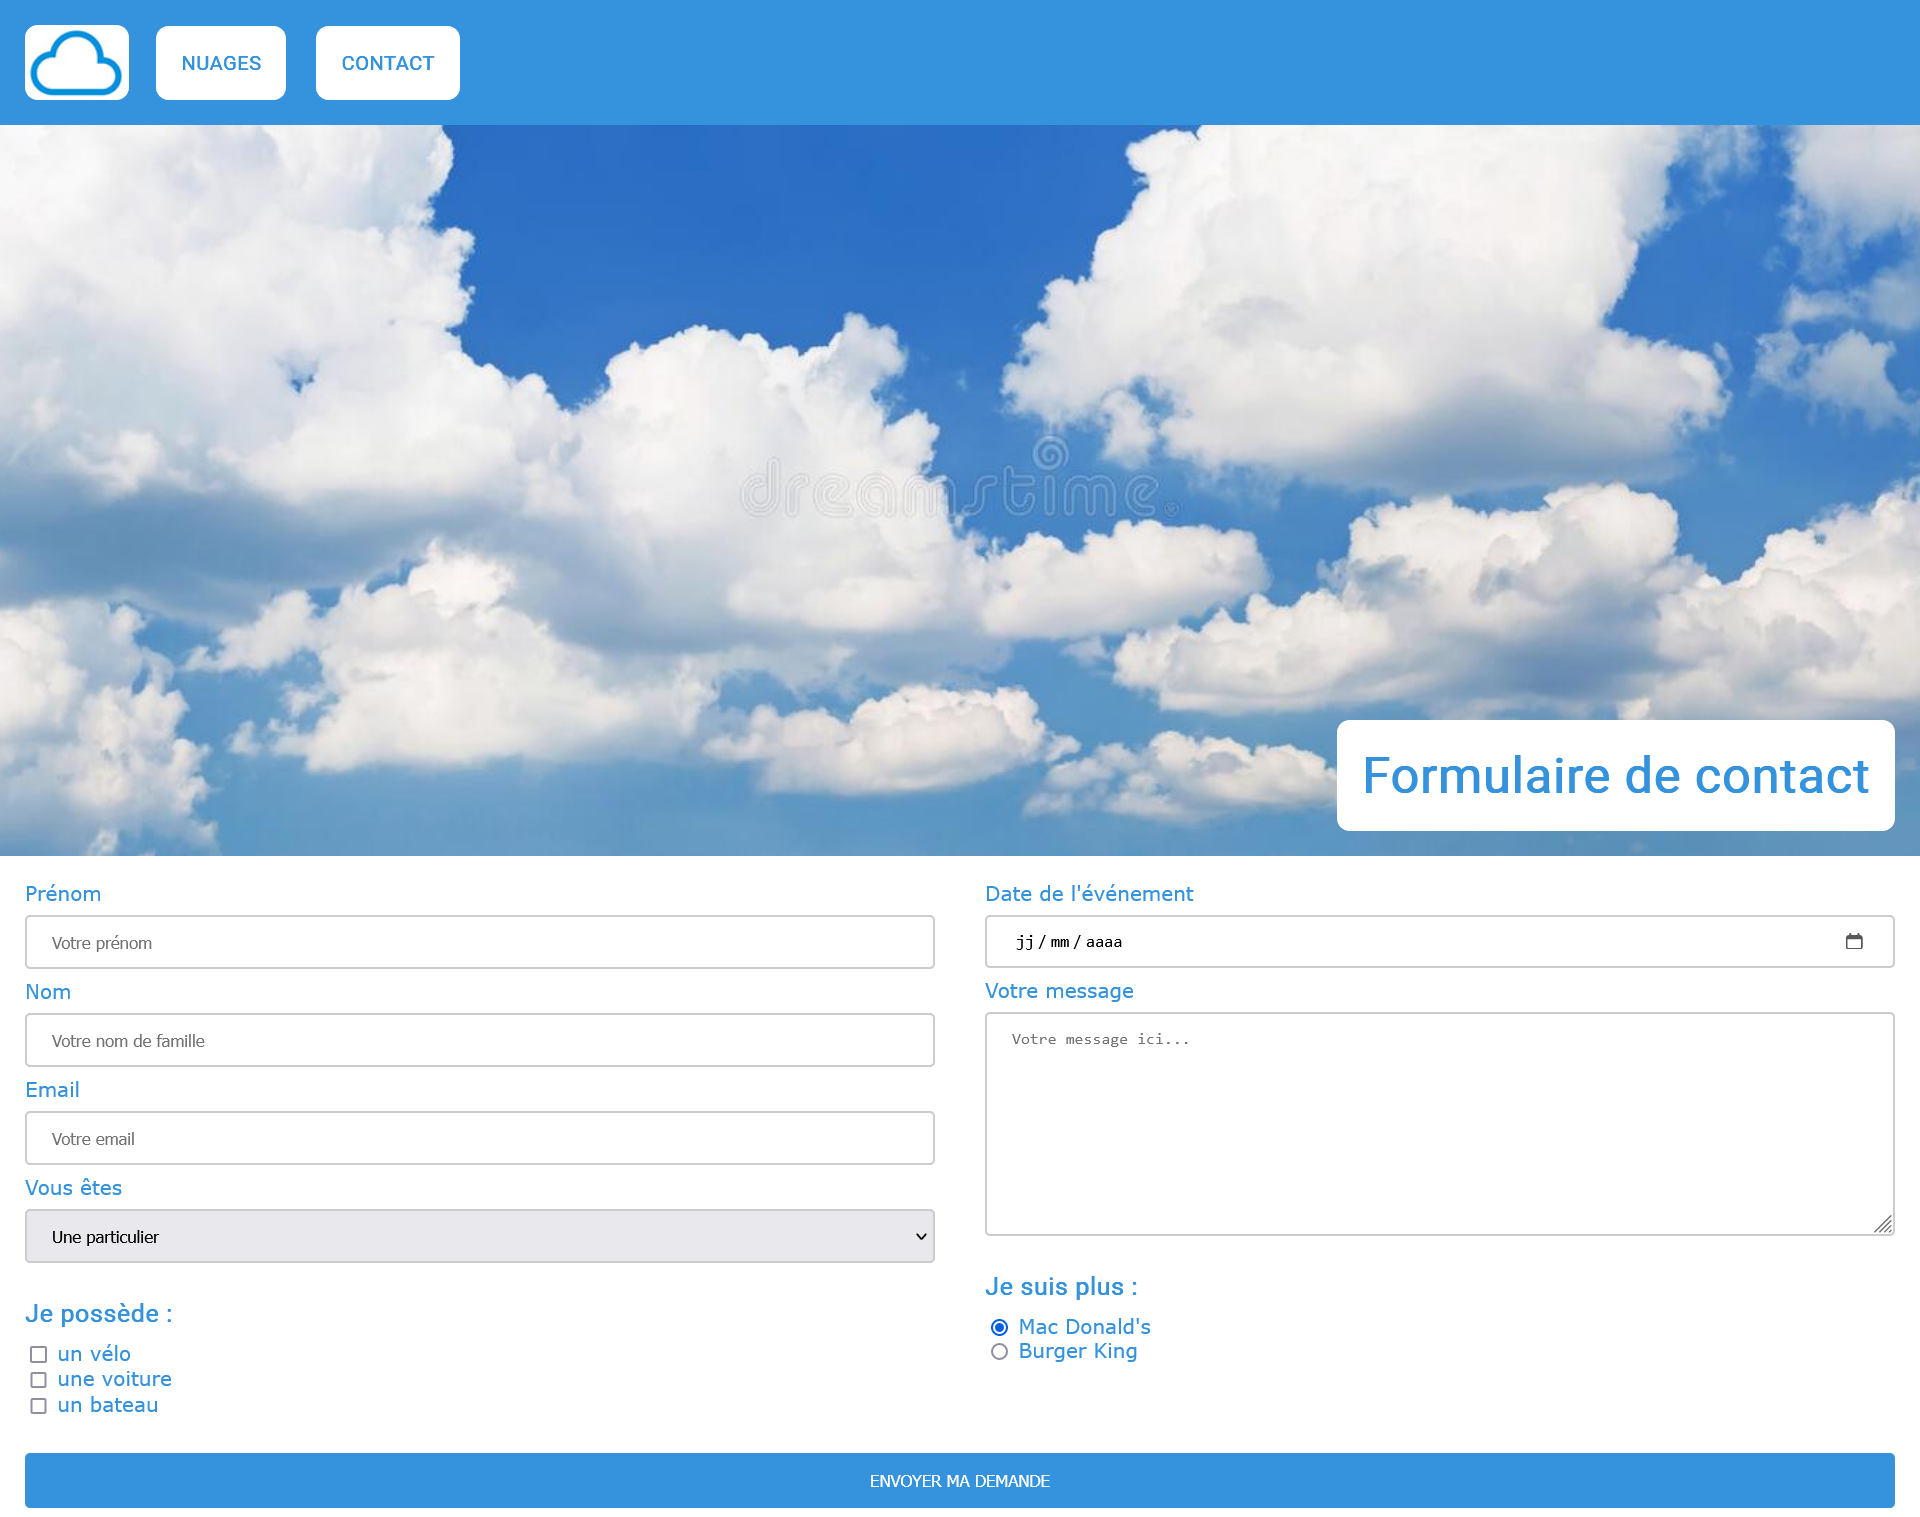 NUAGES
CONTACT
dreamstime.
Formulaire de contact
Prénom
Votre prénom
Nom
Votre nom de famille
Email
Votre email
Vous êtes
Une particulier
Je possède :
un vélo
une voiture
un bateau
Date de l'événement
jj / mm / aaaa
Votre message
Votre message ici...
Je suis plus :
Mac Donald's
Burger King
ENVOYER MA DEMANDE